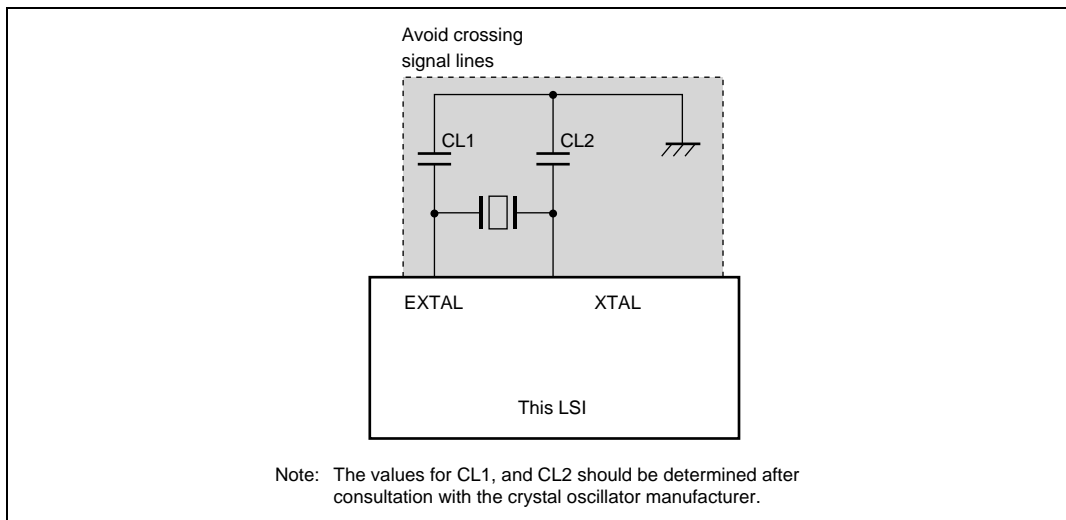 Avoid crossing
signal lines
CL1
CL2
EXTAL
XTAL
This LSI
Note: The values for CL1, and CL2 should be determined after
consultation with the crystal oscillator manufacturer.